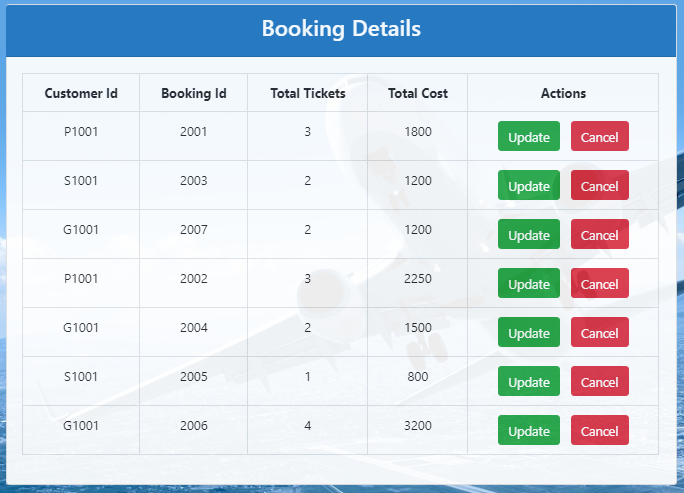 Booking Details
Customer Id Booking Id Total Tickets Total Cost Actions
P1001 2001 3 1800 Update Cancel
S1001 2003 2 1200 Update Cancel
G1001 2007 2 1200 Update Cancel
P1001 2002 3 2250 Update Cancel
G1001 2004 2 1500 Update Cancel
S1001 2005 1 800 Update Cancel
G1001 2006 4 3200 Update Cancel